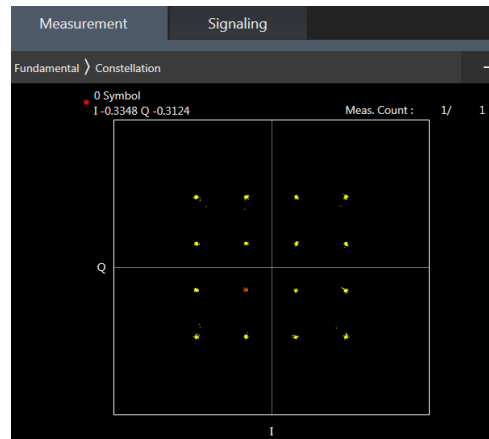 Measurement Signaling
Fundamental 〉 Constellation
0 Symbol
I -0.3348 Q -0.3124 Meas. Count : 1/ 1
Q
I